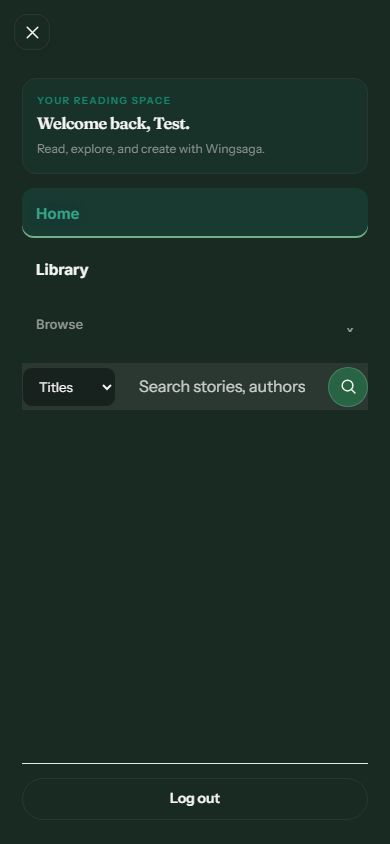 YOUR READING SPACE
Welcome back, Test.
Read, explore, and create with Wingsaga.
Home
Library
Browse
Titles
Search stories, authors
Log out